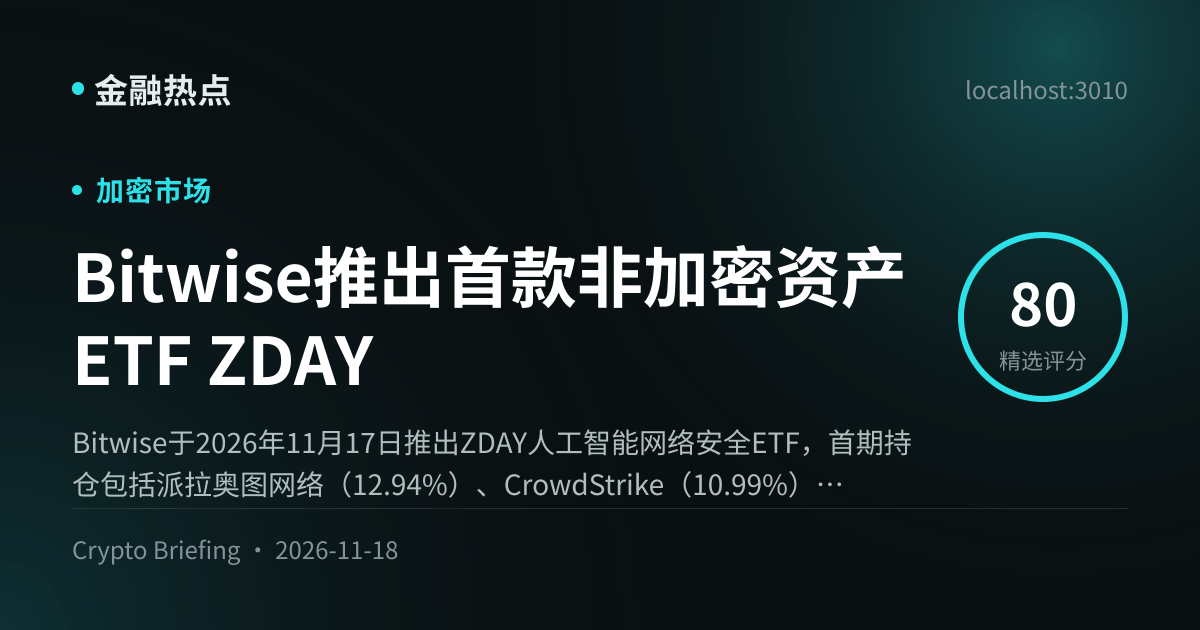 金融热点
localhost:3010
加密市场
Bitwise推出首款非加密资产
ETF ZDAY
80
精选评分
Bitwise于2026年11月17日推出ZDAY人工智能网络安全ETF，首期持
仓包括派拉奥图网络（12.94%）、CrowdStrike（10.99%）…
Crypto Briefing · 2026-11-18